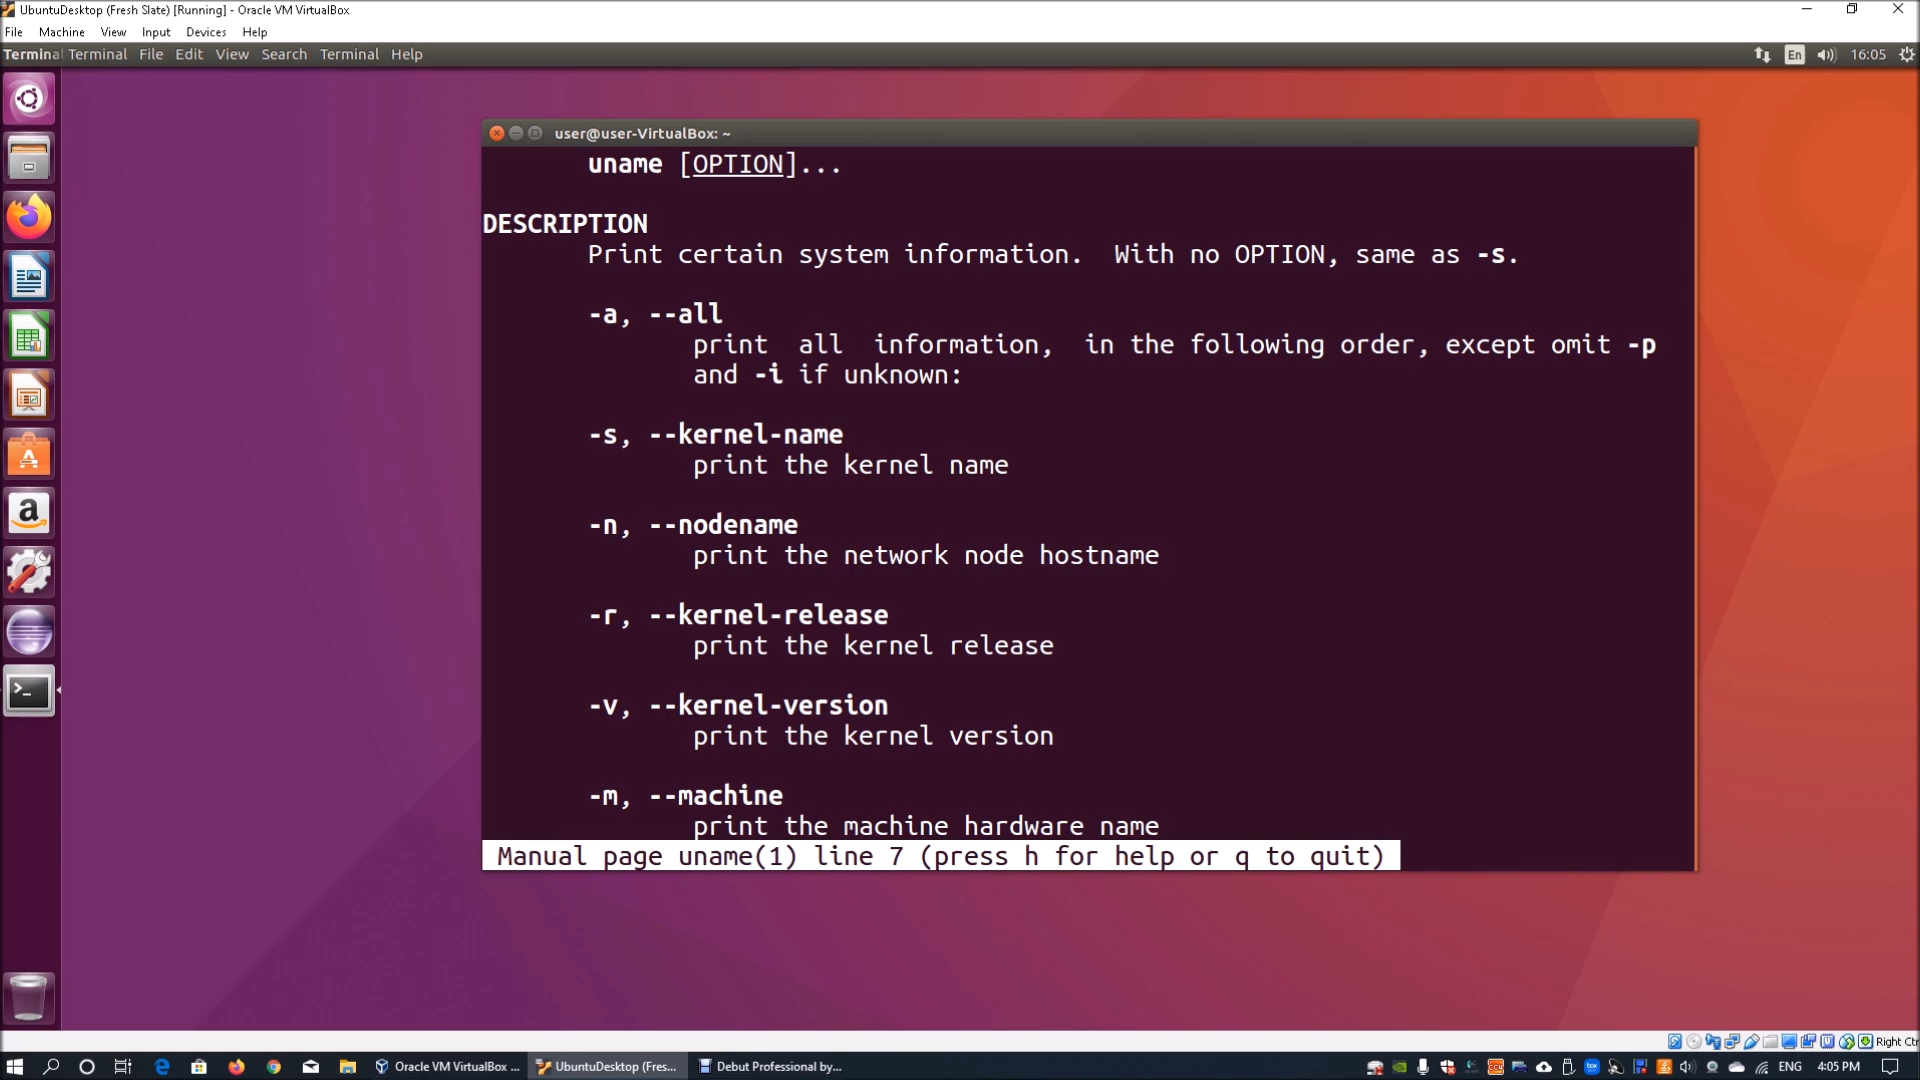 UbuntuDesktop (Fresh Slate) [Running] - Oracle VM VirtualBox
File Machine View Input Devices Help
Terminal Terminal File Edit View Search Terminal Help
En 16:05
user@user-VirtualBox: ~
uname [OPTION]...
DESCRIPTION
Print certain system information.  With no OPTION, same as -s.
-a, --all
print  all  information,  in the following order, except omit -p
and -i if unknown:
-s, --kernel-name
print the kernel name
-n, --nodename
print the network node hostname
-r, --kernel-release
print the kernel release
-v, --kernel-version
print the kernel version
-m, --machine
print the machine hardware name
Manual page uname(1) line 7 (press h for help or q to quit)
Right Ctr
Oracle VM VirtualBox ... UbuntuDesktop (Fres... Debut Professional by... ENG 4:05 PM